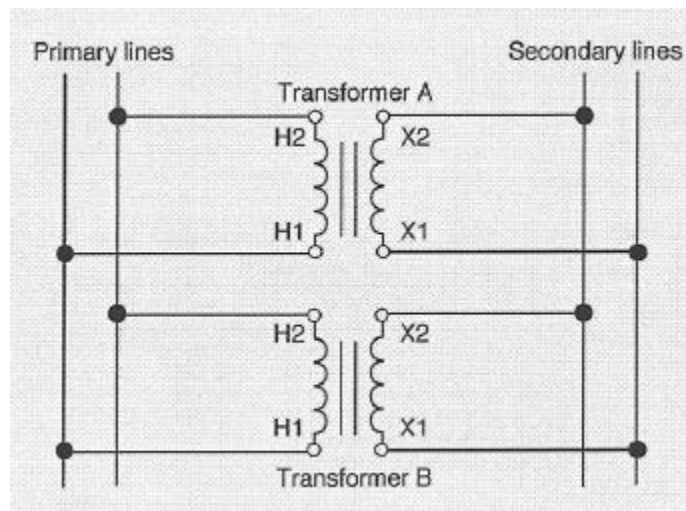 Primary lines
Secondary lines
Transformer A
H2
X2
H1
X1
H2
X2
H1
X1
Transformer B